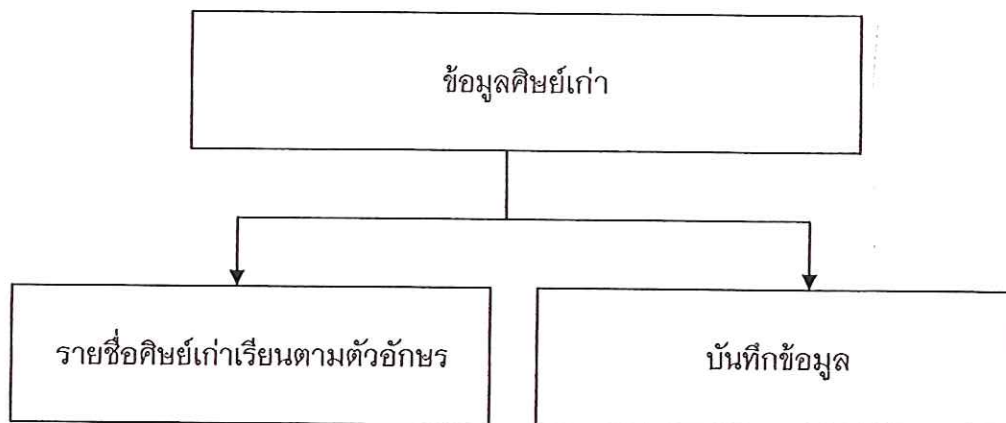 ข้อมูลศิษย์เก่า
รายชื่อศิษย์เก่าเรียนตามตัวอักษร
บันทึกข้อมูล